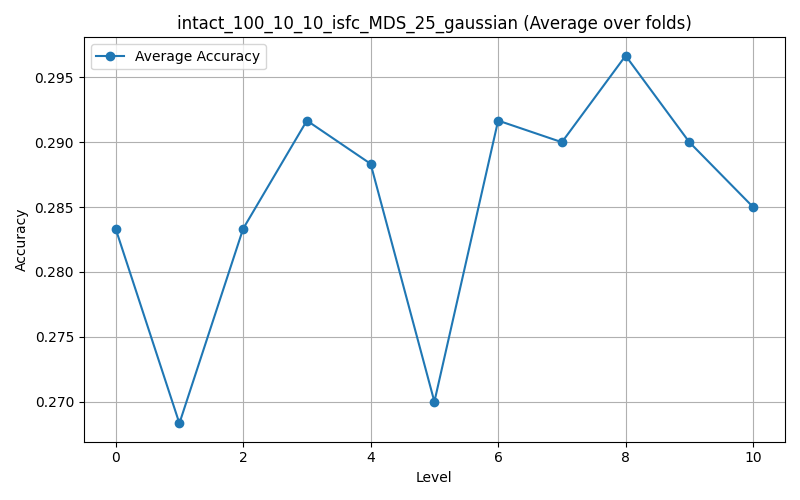 intact_100_10_10_isfc_MDS_25_gaussian (Average over folds)
Average Accuracy
Accuracy
0.295
0.290
0.285
0.280
0.275
0.270
0 2 4 6 8 10
Level